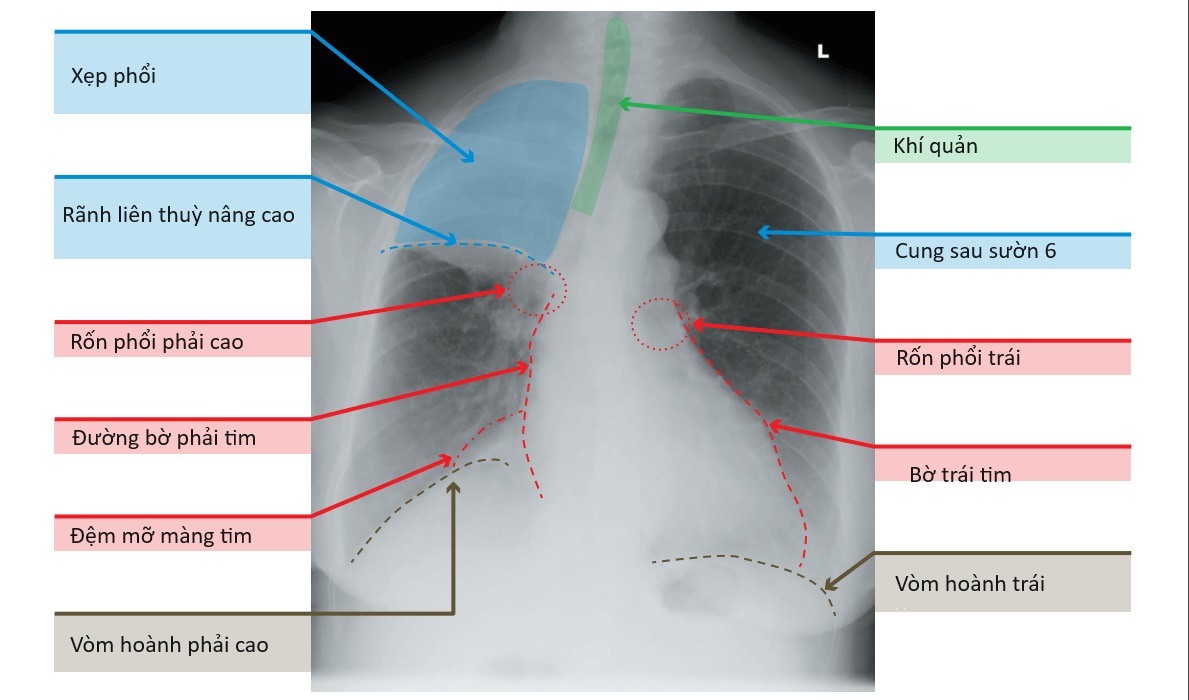 Xẹp phổi
Rãnh liên thuỳ nâng cao
Rốn phổi phải cao
Đường bờ phải tim
Đệm mỡ màng tim
Vòm hoành phải cao
L
Khí quản
Cung sau sườn 6
Rốn phổi trái
Bờ trái tim
Vòm hoành trái